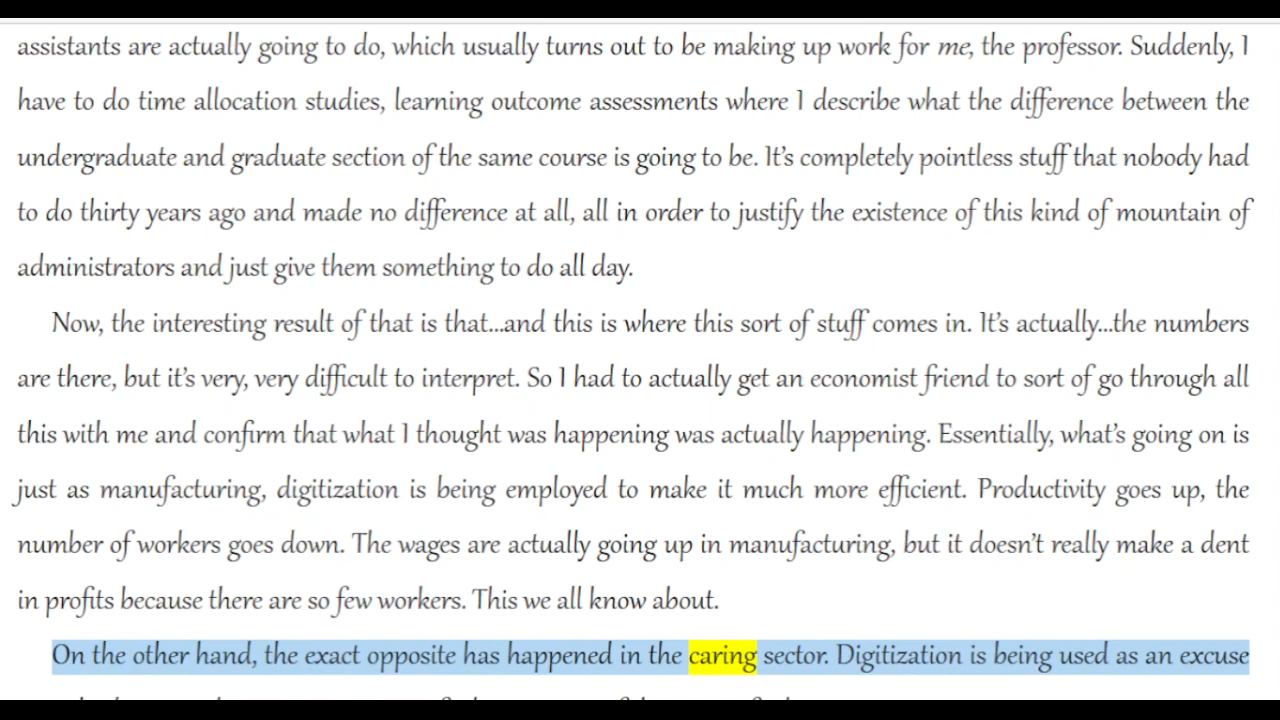 assistants are actually going to do, which usually turns out to be making up work for me, the professor. Suddenly, I
have to do time allocation studies, learning outcome assessments where I describe what the difference between the
undergraduate and graduate section of the same course is going to be. It's completely pointless stuff that nobody had
to do thirty years ago and made no difference at all, all in order to justify the existence of this kind of mountain of
administrators and just give them something to do all day.
Now, the interesting result of that is that...and this is where this sort of stuff comes in. It's actually...the numbers
are there, but it's very, very difficult to interpret. So I had to actually get an economist friend to sort of go through all
this with me and confirm that what I thought was happening was actually happening. Essentially, what's going on is
just as manufacturing, digitization is being employed to make it much more efficient. Productivity goes up, the
number of workers goes down. The wages are actually going up in manufacturing, but it doesn't really make a dent
in profits because there are so few workers. This we all know about.
On the other hand, the exact opposite has happened in the caring sector. Digitization is being used as an excuse